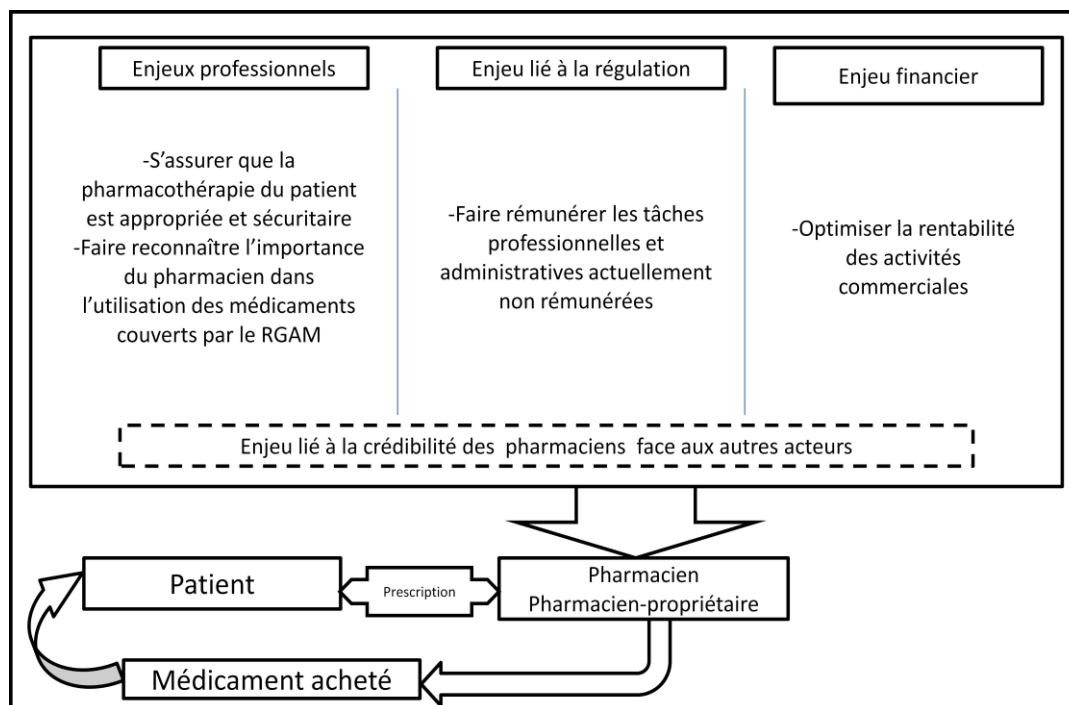 Enjeux professionnels
Enjeu lié à la régulation
Enjeu financier
-S'assurer que la
pharmacothérapie du patient
est appropriée et sécuritaire
-Faire reconnaître l'importance
du pharmacien dans
l'utilisation des médicaments
couverts par le RGAM
-Faire rémunérer les tâches
professionnelles et
administratives actuellement
non rémunérées
-Optimiser la rentabilité
des activités
commerciales
Enjeu lié à la crédibilité des pharmaciens face aux autres acteurs
Patient
Prescription
Pharmacien
Pharmacien-propriétaire
Médicament acheté